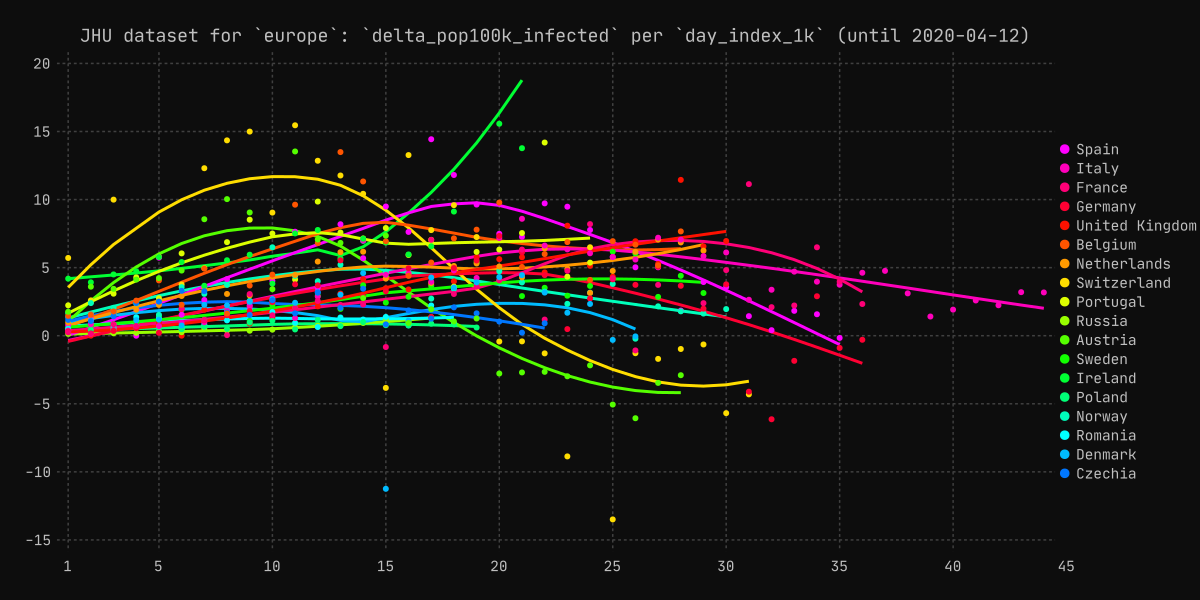 JHU dataset for `europe`: `delta_pop100k_infected` per `day_index_1k` (until 2020-04-12)
20
15
10
5
0
−5
−10
−15
1 5 10 15 20 25 30 35 40 45
Spain
Italy
France
Germany
United Kingdom
Belgium
Netherlands
Switzerland
Portugal
Russia
Austria
Sweden
Ireland
Poland
Norway
Romania
Denmark
Czechia